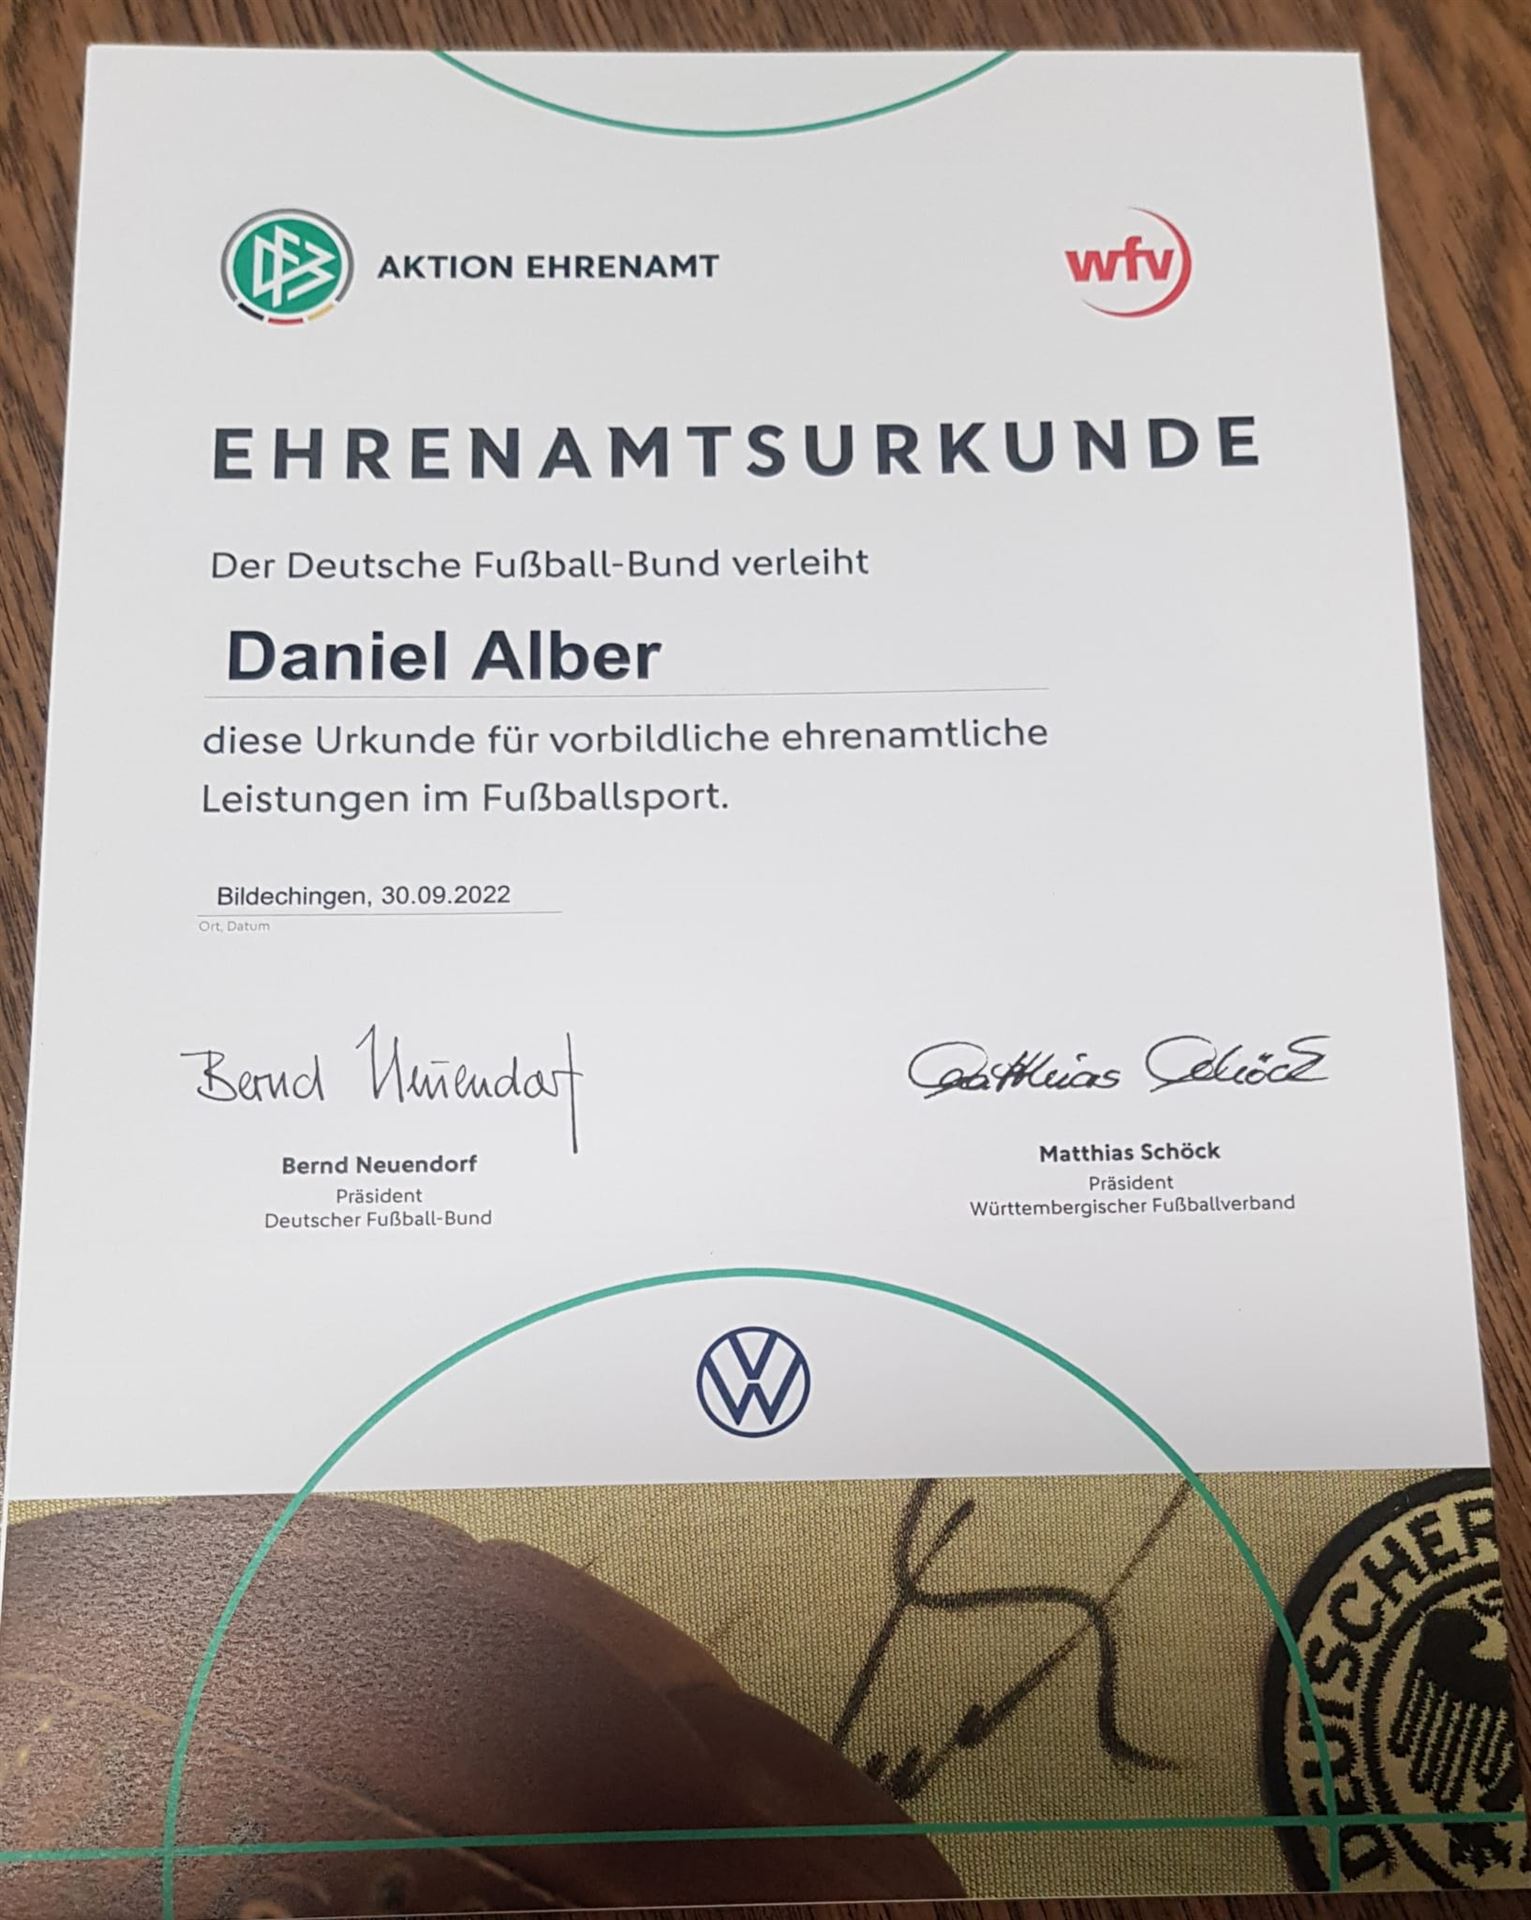 DFB AKTION EHRENAMT
wfv
EHRENAMTSURKUNDE
Der Deutsche Fußball-Bund verleiht
Daniel Alber
diese Urkunde für vorbildliche ehrenamtliche
Leistungen im Fußballsport.
Bildechingen, 30.09.2022
Ort, Datum
Bernd Neuendorf
Matthias Schöck
Bernd Neuendorf
Präsident
Deutscher Fußball-Bund
Matthias Schöck
Präsident
Württembergischer Fußballverband
VW
DEUTSCHER